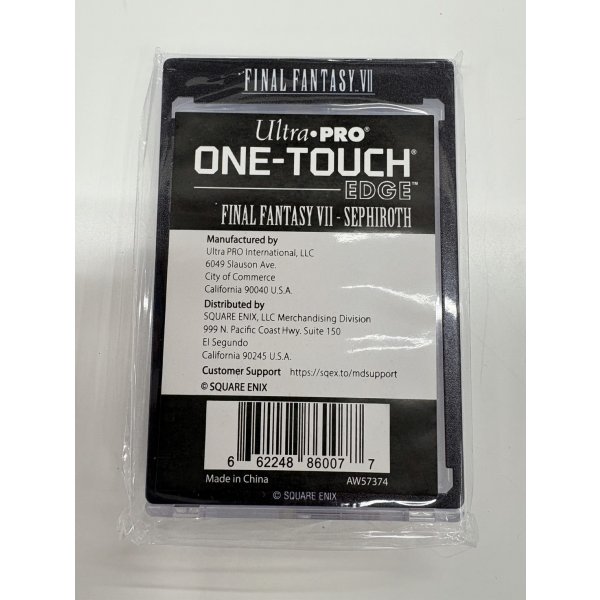 FINAL FANTASY VII
Ultra•PRO®
ONE-TOUCH®
EDGE™
FINAL FANTASY VII - SEPHIROTH
Manufactured by
Ultra PRO International, LLC
6049 Slauson Ave.
City of Commerce
California 90040 U.S.A.
Distributed by
SQUARE ENIX, LLC Merchandising Division
999 N. Pacific Coast Hwy. Suite 150
El Segundo
California 90245 U.S.A.
Customer Support https://sqex.to/mdsupport
© SQUARE ENIX
6 62248 86007 7
Made in China AW57374
© SQUARE ENIX